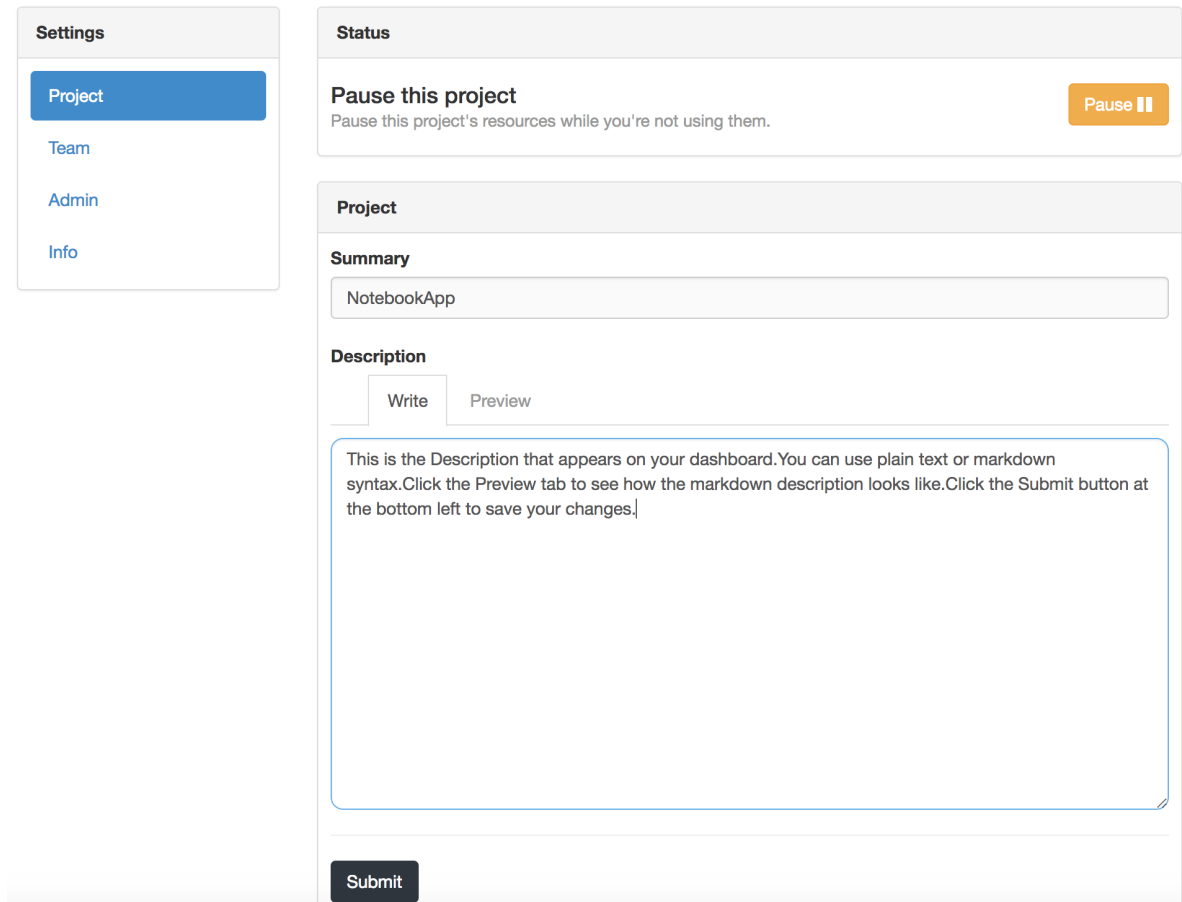 Settings
Project
Team
Admin
Info
Status
Pause this project
Pause this project's resources while you're not using them.
Pause
Project
Summary
NotebookApp
Description
Write
Preview
This is the Description that appears on your dashboard.You can use plain text or markdown
syntax.Click the Preview tab to see how the markdown description looks like.Click the Submit button at
the bottom left to save your changes.
Submit